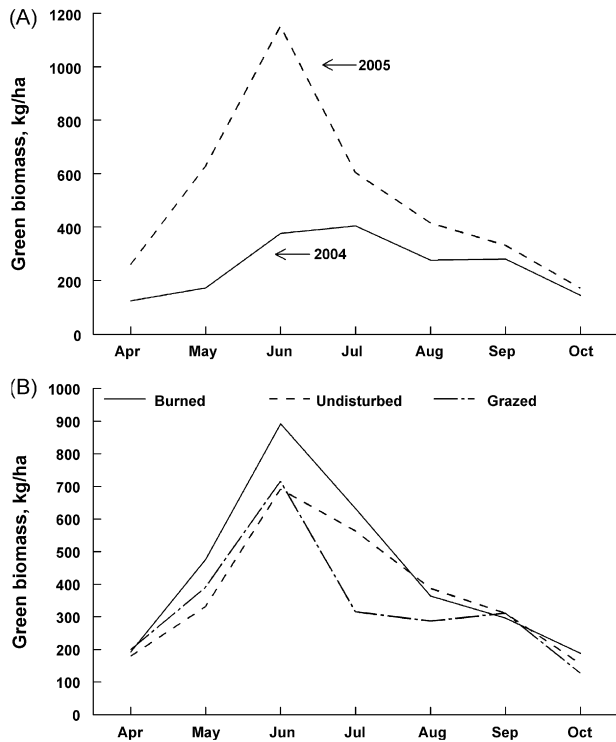 (A)
Green biomass, kg/ha
1200
1000
800
600
400
200
0
2005
2004
Apr May Jun Jul Aug Sep Oct
(B)
Green biomass, kg/ha
1000
900
800
700
600
500
400
300
200
100
0
Burned Undisturbed Grazed
Apr May Jun Jul Aug Sep Oct